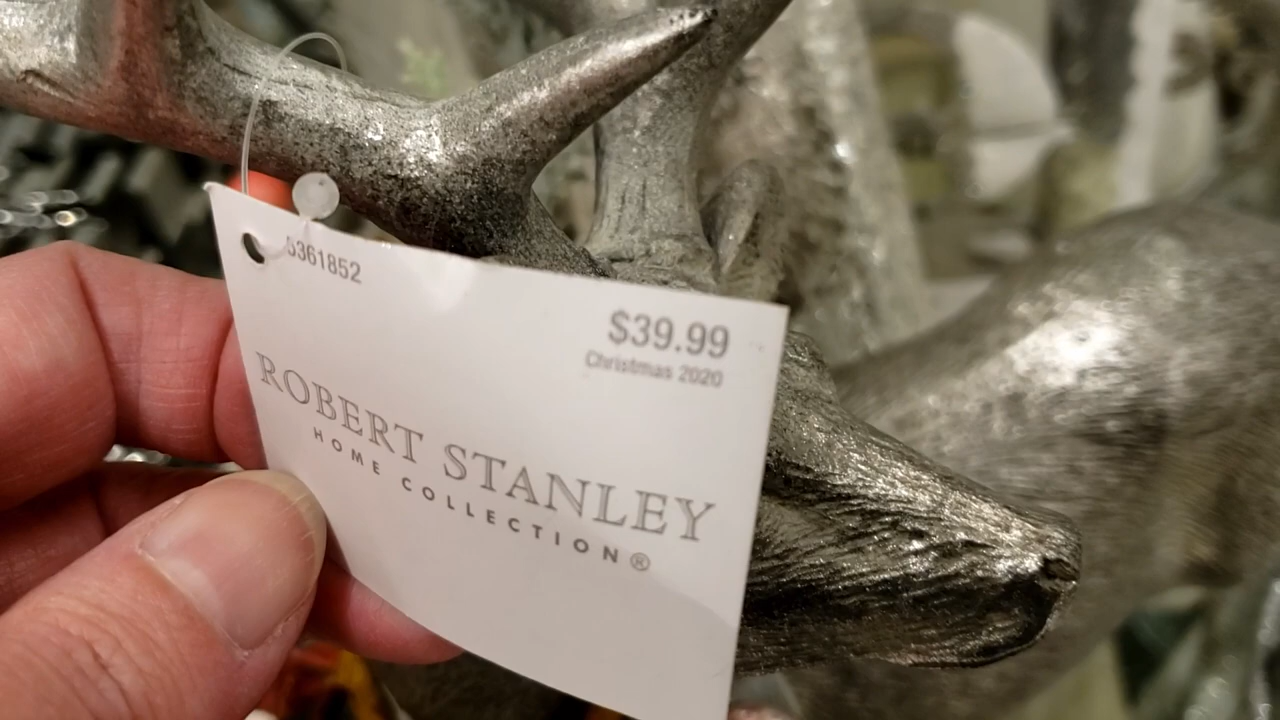 5361852
$39.99
Christmas 2020
ROBERT STANLEY
HOME COLLECTION®